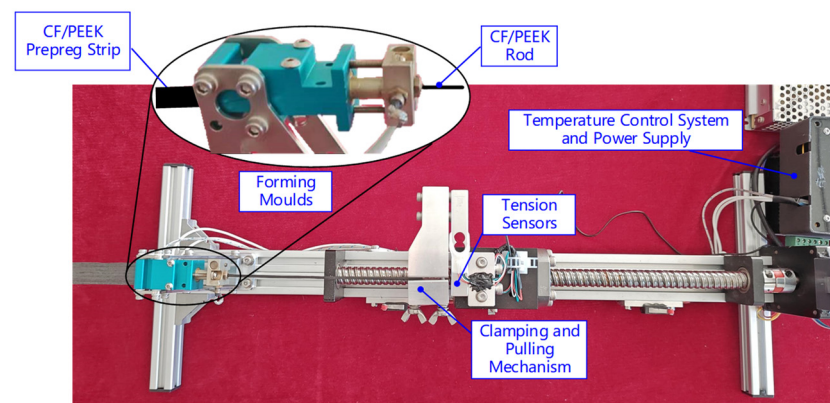 CF/PEEK
Prepreg Strip
CF/PEEK
Rod
Temperature Control System
and Power Supply
Forming
Moulds
Tension
Sensors
Clamping and
Pulling
Mechanism